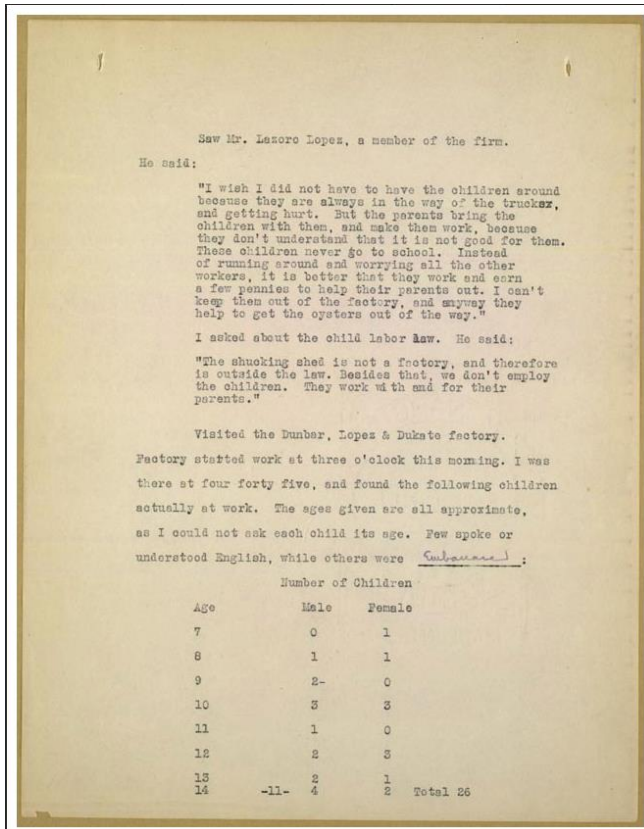 Saw Mr. Lazoro Lopez, a member of the firm.
He said:
"I wish I did not have to have the children around
because they are always in the way of the trucksx,
and getting hurt. But the parents bring the
children with them, and make them work, because
they don't understand that it is not good for them.
These children never go to school. Instead
of running around and worrying all the other
workers, it is better that they work and earn
a few pennies to help their parents out. I can't
keep them out of the factory, and anyway they
help to get the oysters out of the way."
I asked about the child labor law. He said:
"The shucking shed is not a factory, and therefore
is outside the law. Besides that, we don't employ
the children. They work with and for their
parents."
Visited the Dunbar, Lopez & Dukate factory.
Factory started work at three o'clock this morning. I was
there at four forty five, and found the following children
actually at work. The ages given are all approximate,
as I could not ask each child its age. Few spoke or
understood English, while others were :
Number of Children
Age Male Female
7 0 1
8 1 1
9 2- 0
10 3 3
11 1 0
12 2 3
13 2 1
14 -11- 4 2 Total 26